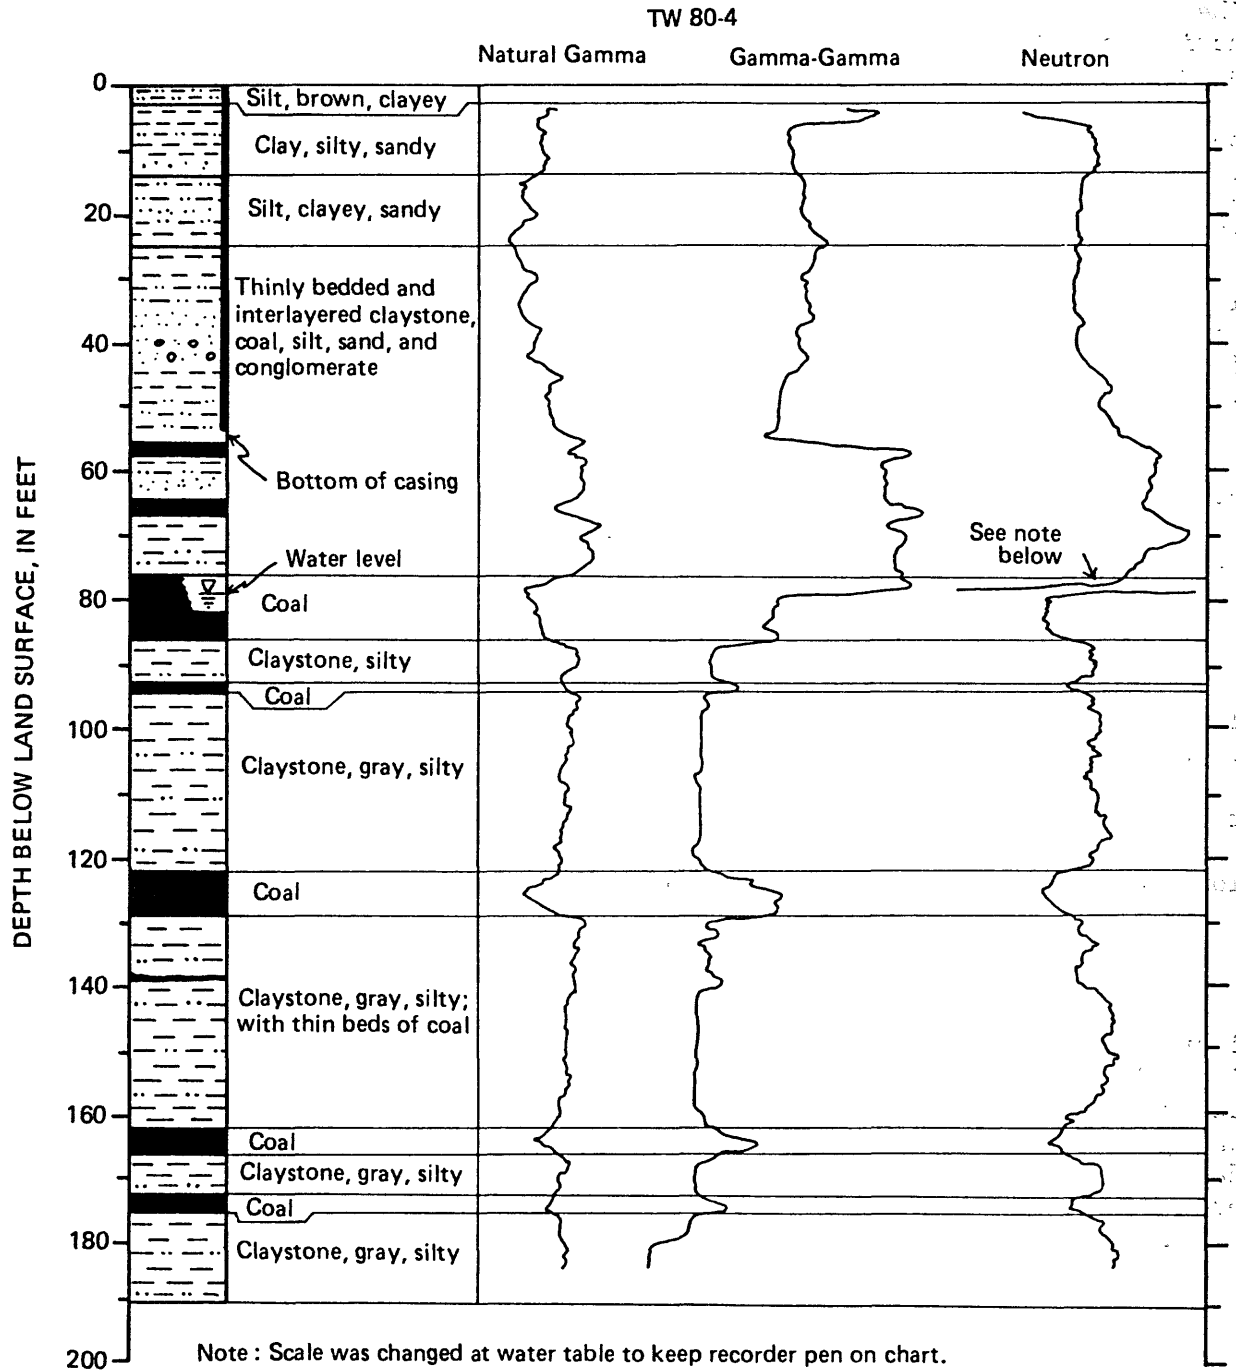 TW 80-4
Natural Gamma
Gamma-Gamma
Neutron
DEPTH BELOW LAND SURFACE, IN FEET
0
20
40
60
80
100
120
140
160
180
200
Silt, brown, clayey
Clay, silty, sandy
Silt, clayey, sandy
Thinly bedded and
interlayered claystone,
coal, silt, sand, and
conglomerate
Bottom of casing
Water level
See note
below
Coal
Claystone, silty
Coal
Claystone, gray, silty
Coal
Claystone, gray, silty;
with thin beds of coal
Coal
Claystone, gray, silty
Coal
Claystone, gray, silty
Note : Scale was changed at water table to keep recorder pen on chart.